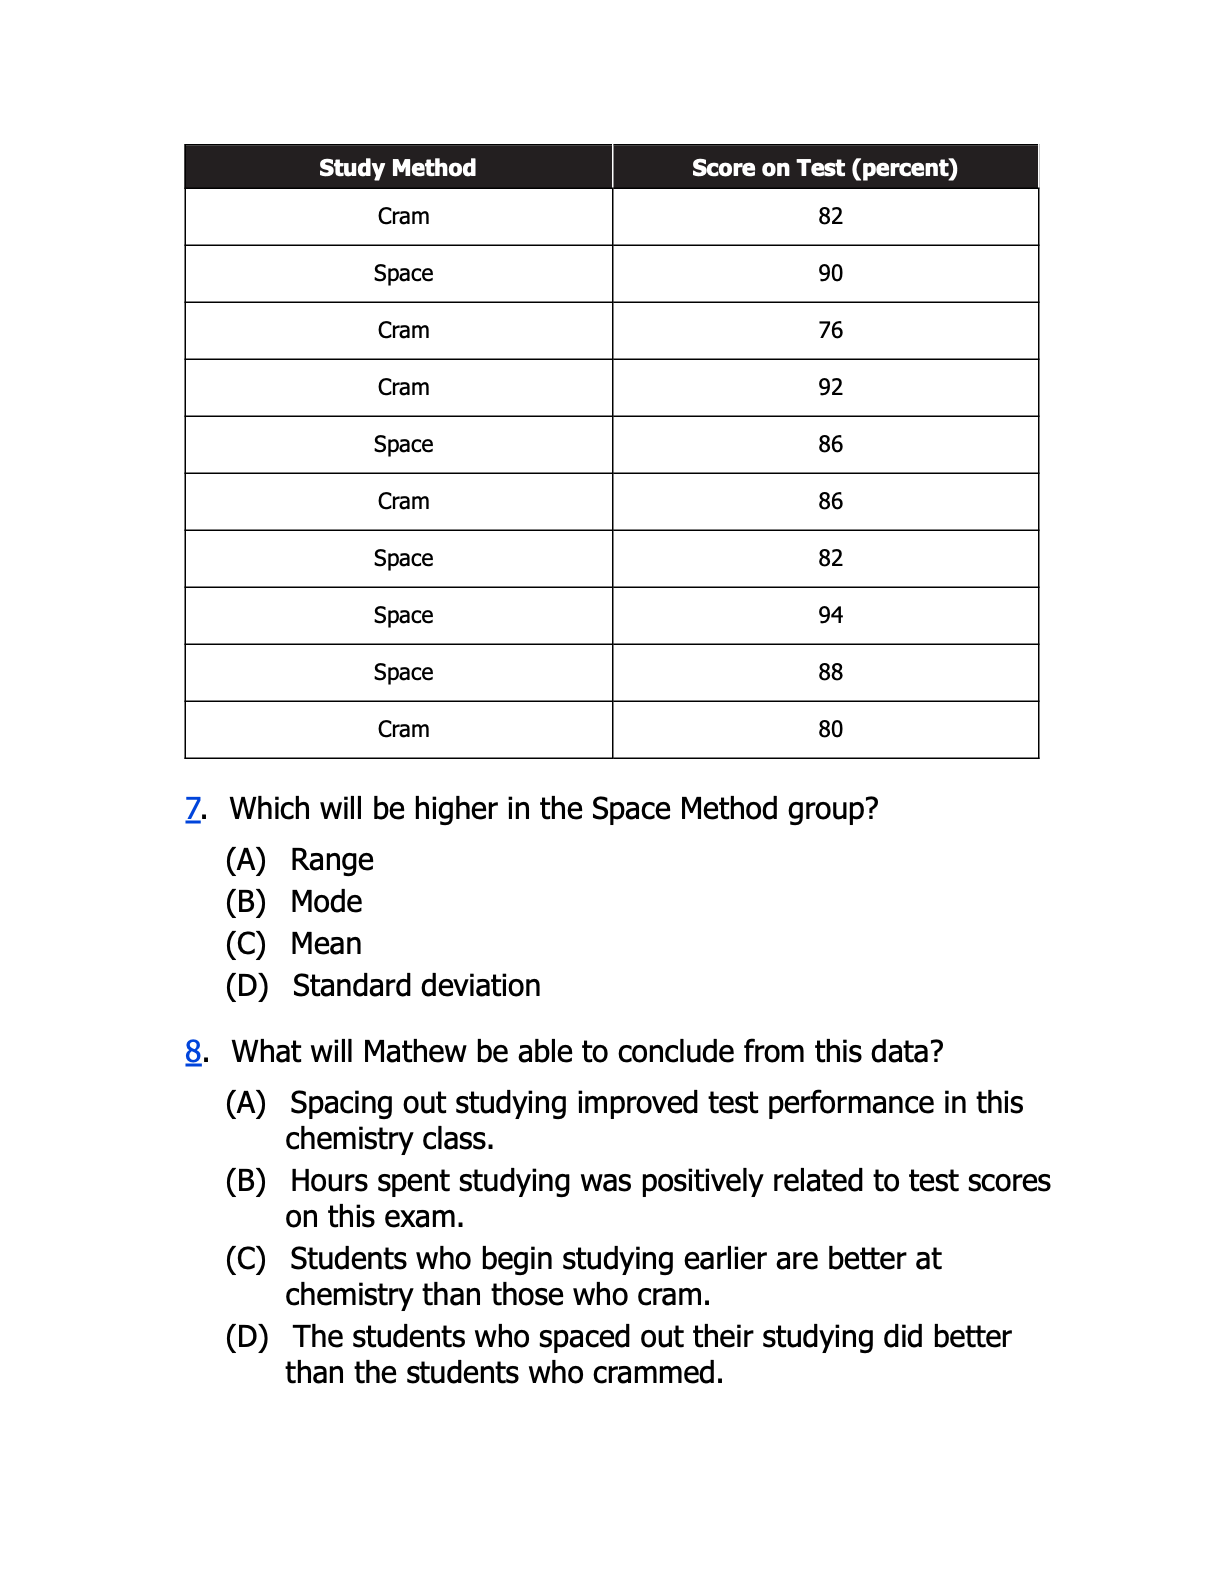 Study Method Score on Test (percent)
Cram 82
Space 90
Cram 76
Cram 92
Space 86
Cram 86
Space 82
Space 94
Space 88
Cram 80
7. Which will be higher in the Space Method group?
(A) Range
(B) Mode
(C) Mean
(D) Standard deviation
8. What will Mathew be able to conclude from this data?
(A) Spacing out studying improved test performance in this
chemistry class.
(B) Hours spent studying was positively related to test scores
on this exam.
(C) Students who begin studying earlier are better at
chemistry than those who cram.
(D) The students who spaced out their studying did better
than the students who crammed.